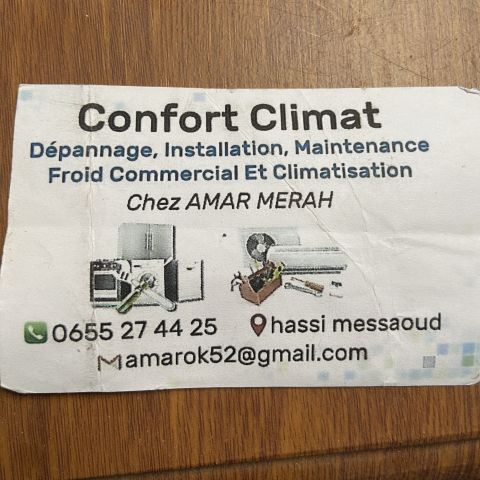 Confort Climat
Dépannage, Installation, Maintenance
Froid Commercial Et Climatisation
Chez AMAR MERAH
0655 27 44 25 hassi messaoud
amarok52@gmail.com